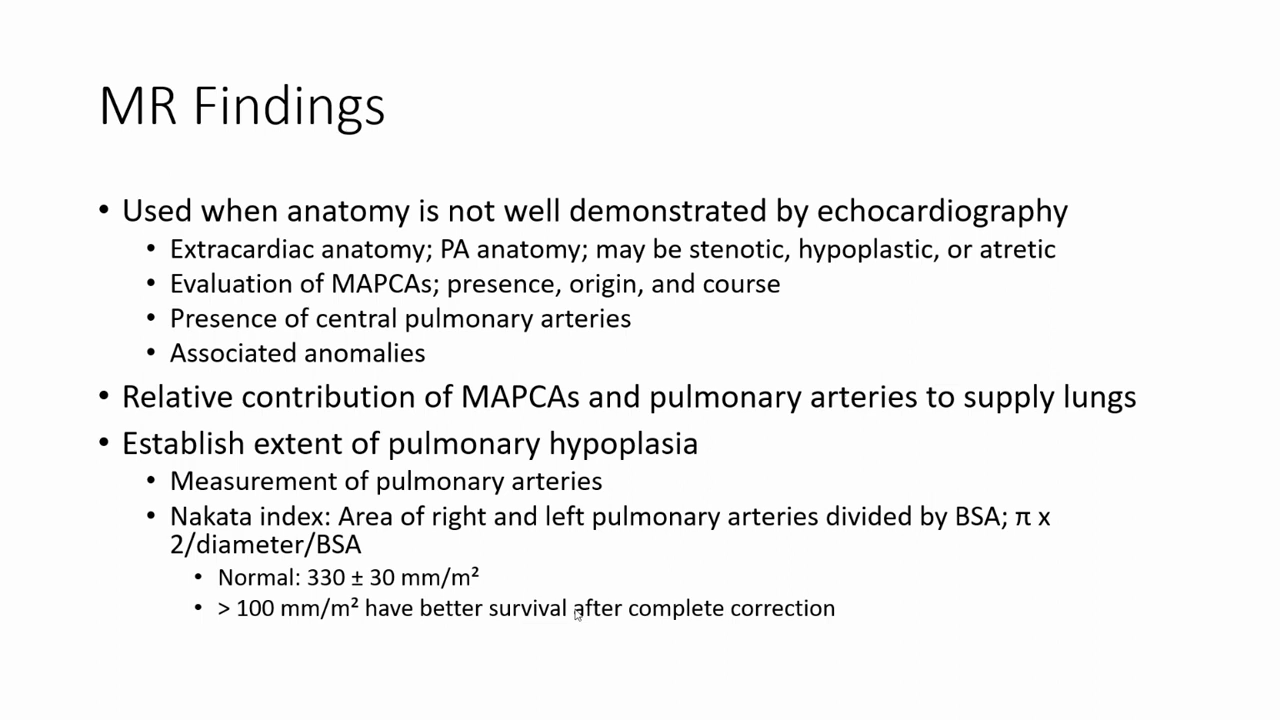 MR Findings
• Used when anatomy is not well demonstrated by echocardiography
• Extracardiac anatomy; PA anatomy; may be stenotic, hypoplastic, or atretic
• Evaluation of MAPCAs; presence, origin, and course
• Presence of central pulmonary arteries
• Associated anomalies
• Relative contribution of MAPCAs and pulmonary arteries to supply lungs
• Establish extent of pulmonary hypoplasia
• Measurement of pulmonary arteries
• Nakata index: Area of right and left pulmonary arteries divided by BSA; π x
2/diameter/BSA
• Normal: 330 ± 30 mm/m²
• > 100 mm/m² have better survival after complete correction